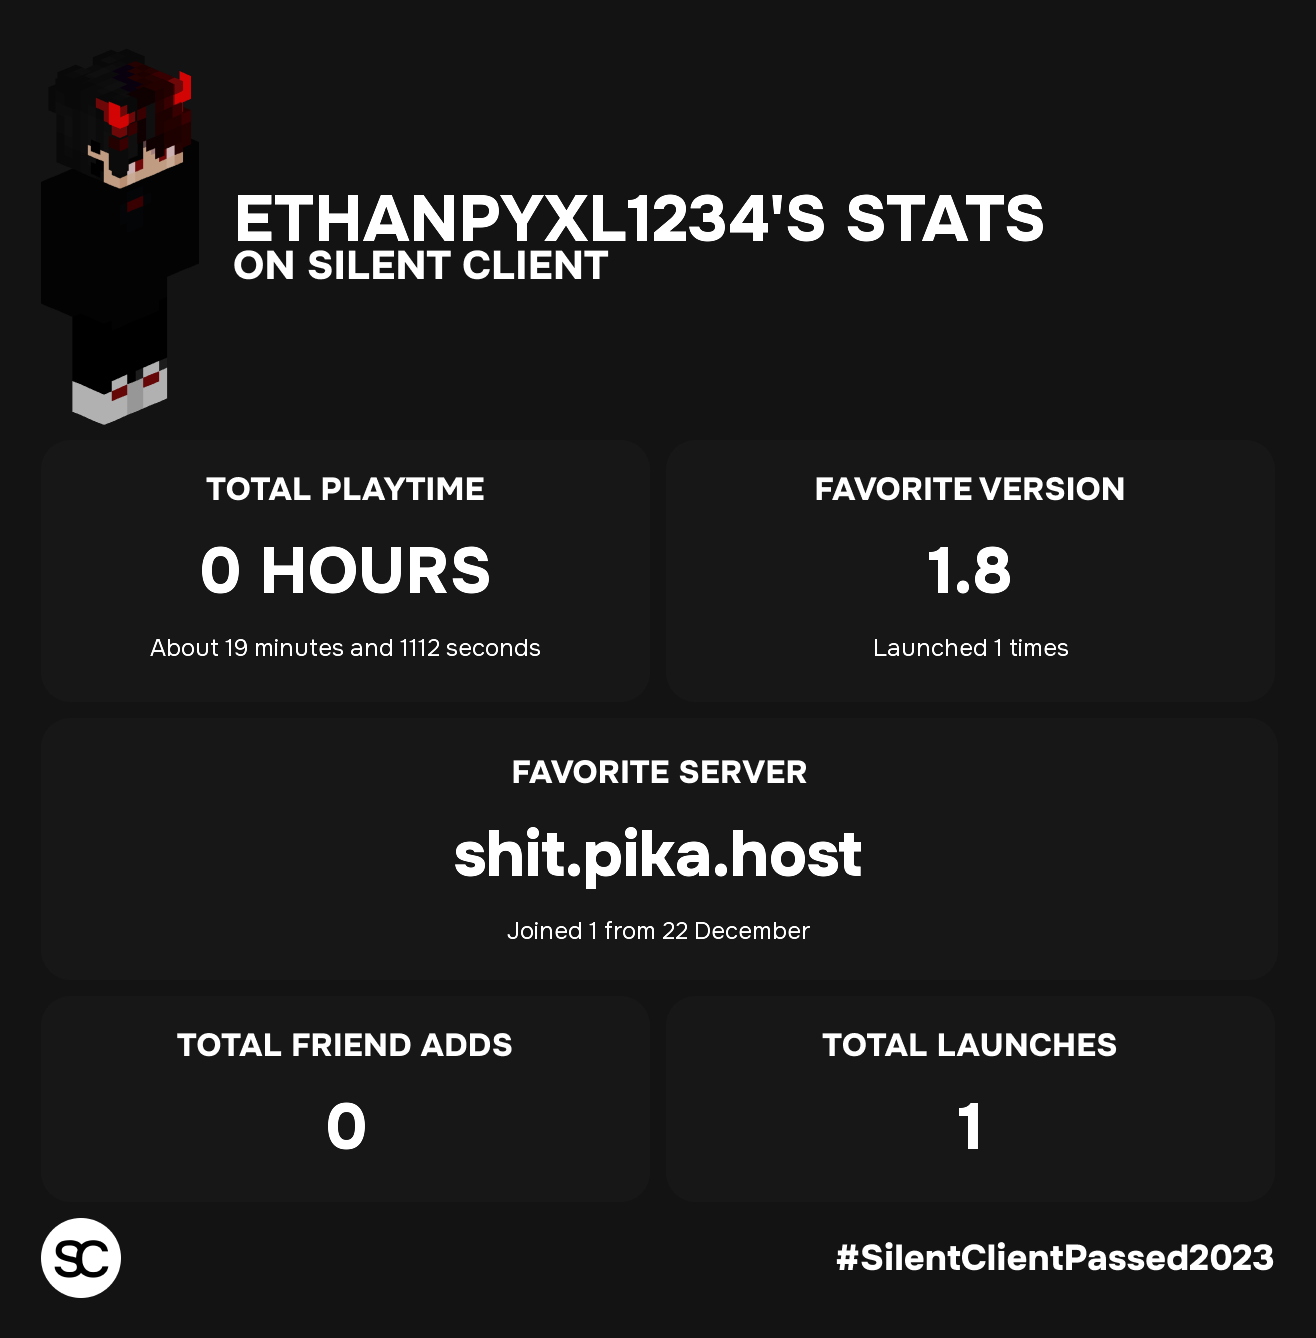 ETHANPYXL1234'S STATS
ON SILENT CLIENT
TOTAL PLAYTIME
0 HOURS
About 19 minutes and 1112 seconds
FAVORITE VERSION
1.8
Launched 1 times
FAVORITE SERVER
shit.pika.host
Joined 1 from 22 December
TOTAL FRIEND ADDS
0
TOTAL LAUNCHES
1
SC
#SilentClientPassed2023